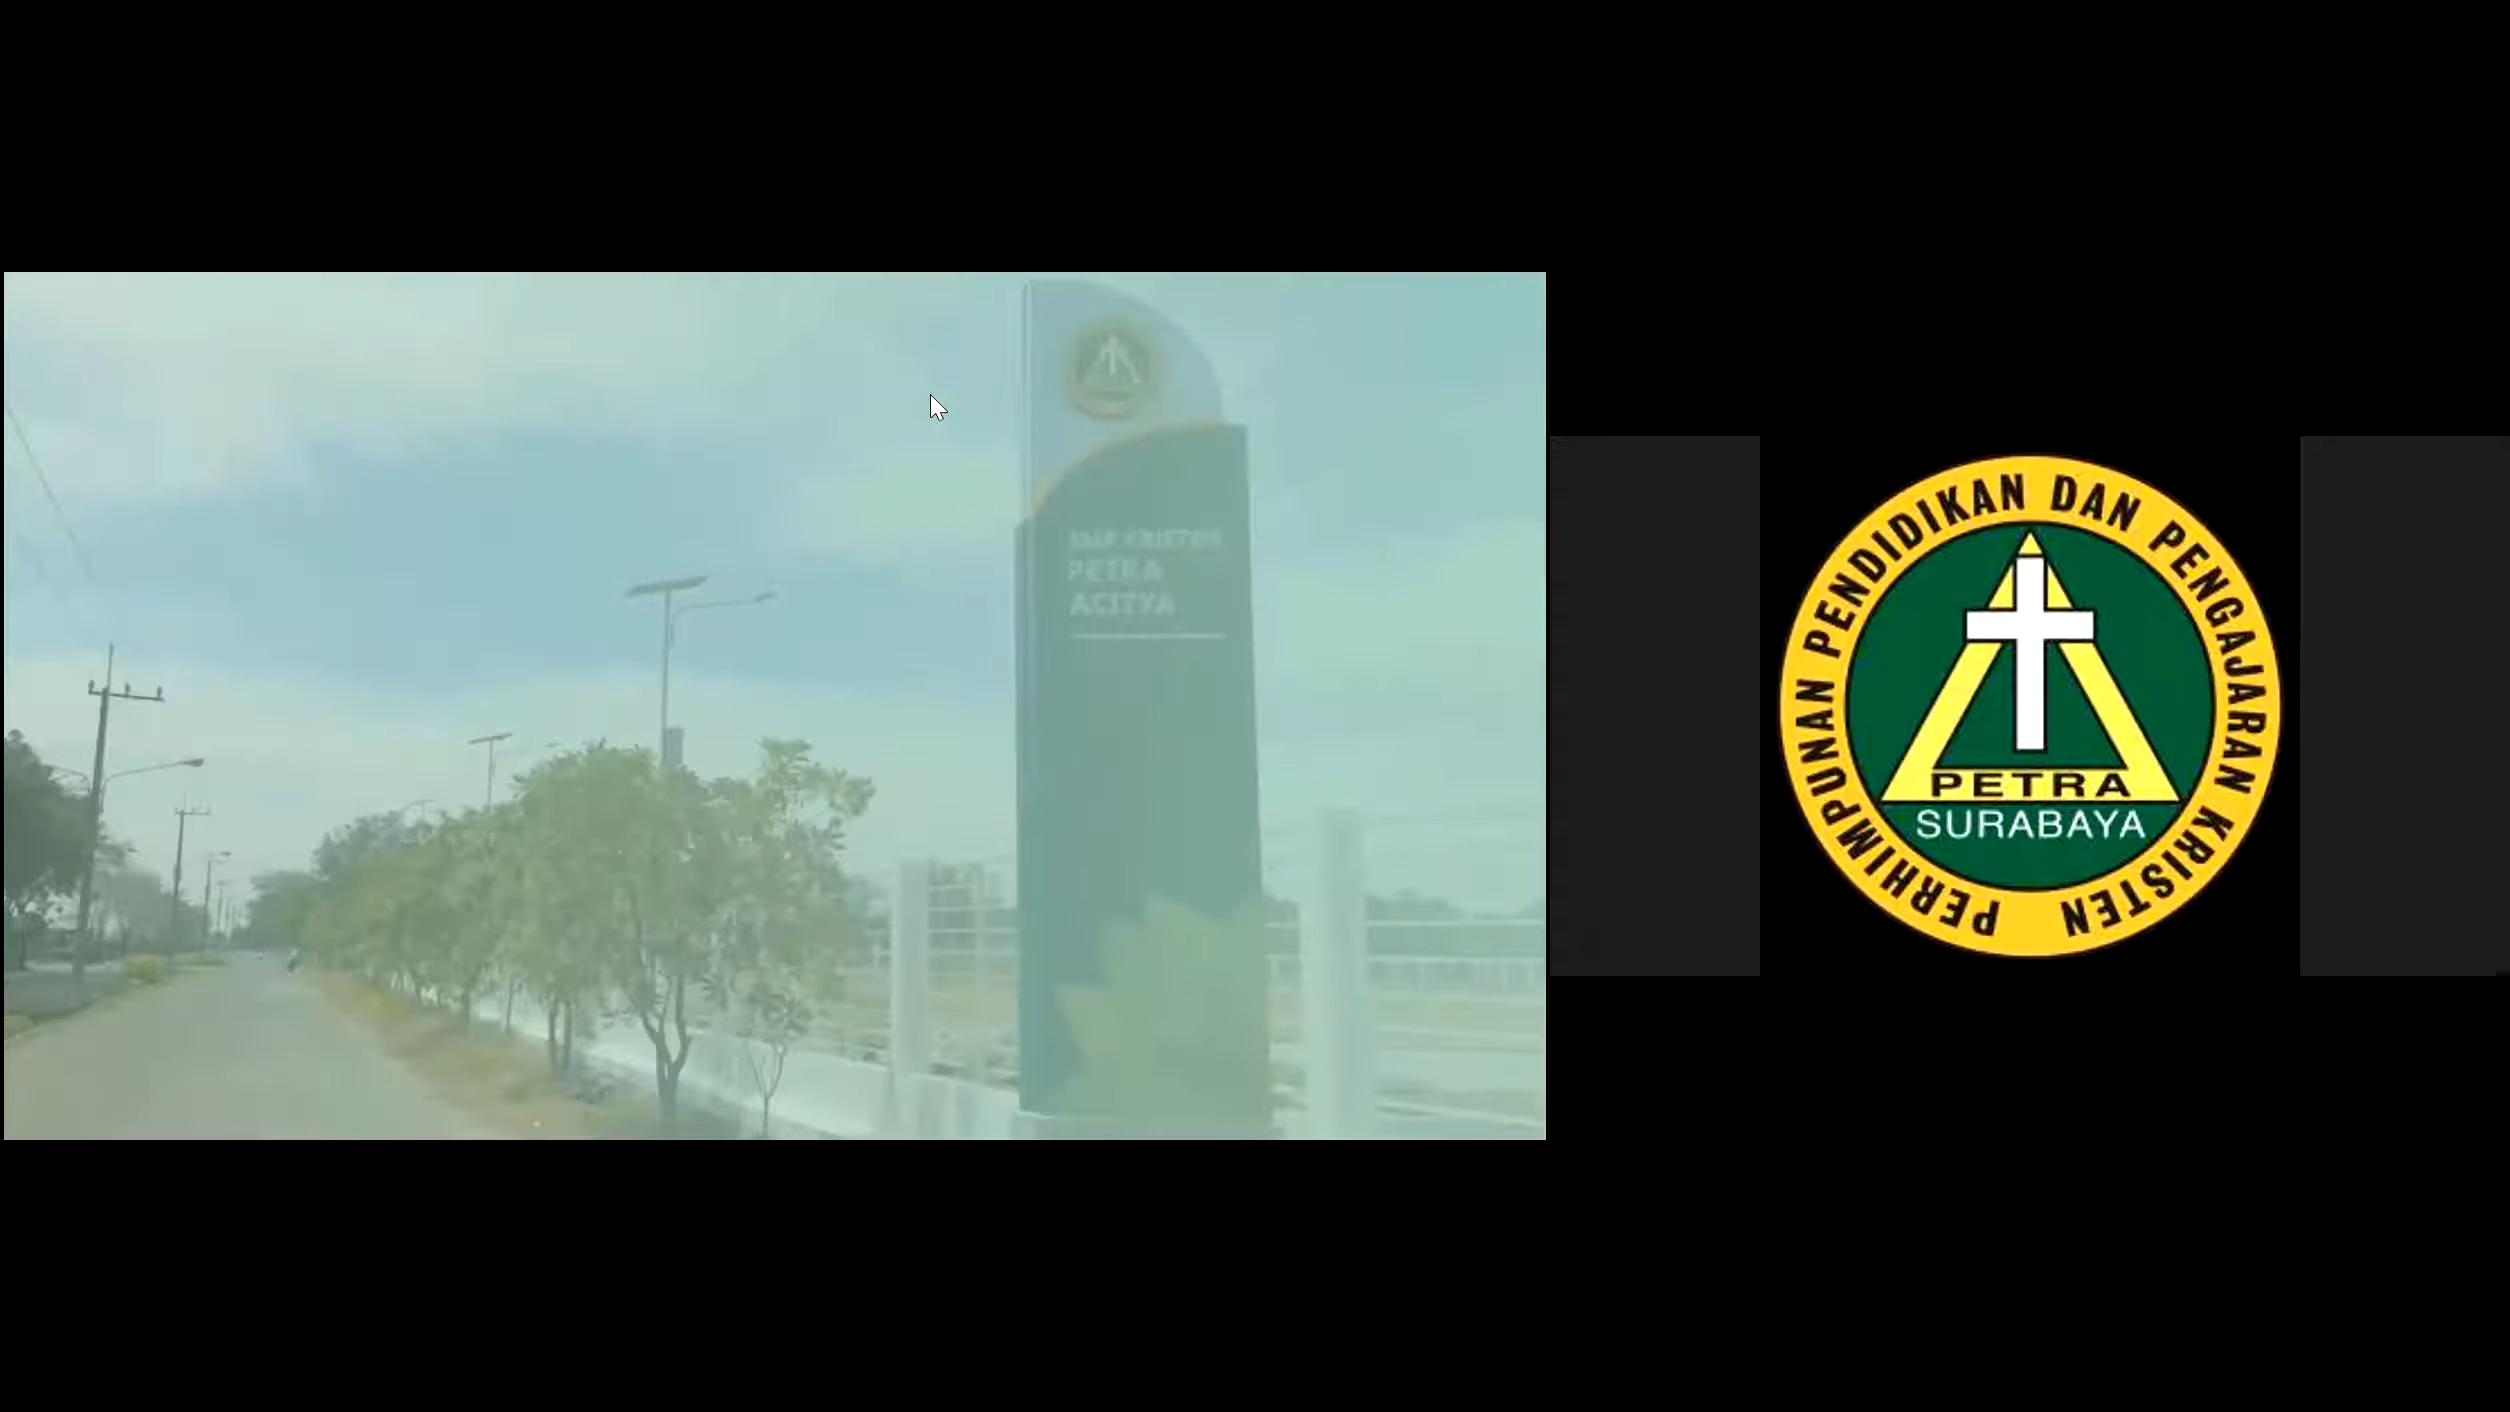 SMP KRISTEN
PETRA
ACITYA
PERHIMPUNAN PENDIDIKAN DAN PENGAJARAN KRISTEN
PETRA
SURABAYA